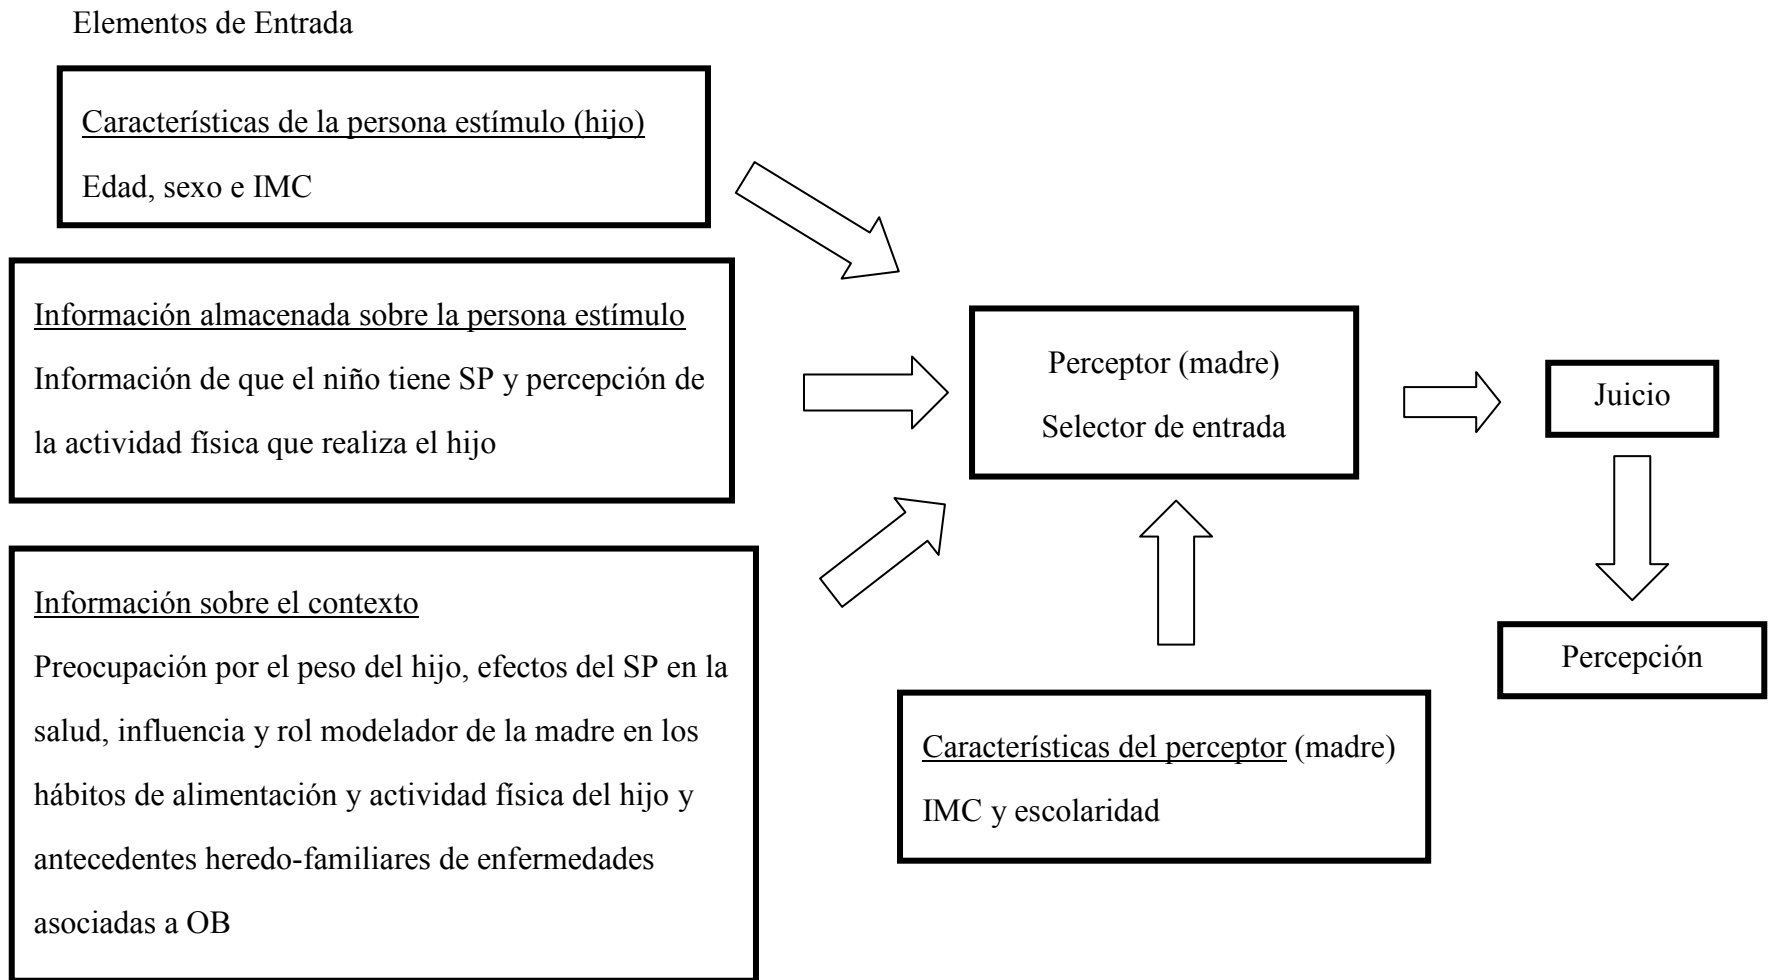 Elementos de Entrada
Características de la persona estímulo (hijo)
Edad, sexo e IMC
Información almacenada sobre la persona estímulo
Información de que el niño tiene SP y percepción de
la actividad física que realiza el hijo
Información sobre el contexto
Preocupación por el peso del hijo, efectos del SP en la
salud, influencia y rol modelador de la madre en los
hábitos de alimentación y actividad física del hijo y
antecedentes heredo-familiares de enfermedades
asociadas a OB
Perceptor (madre)
Selector de entrada
Características del perceptor (madre)
IMC y escolaridad
Juicio
Percepción